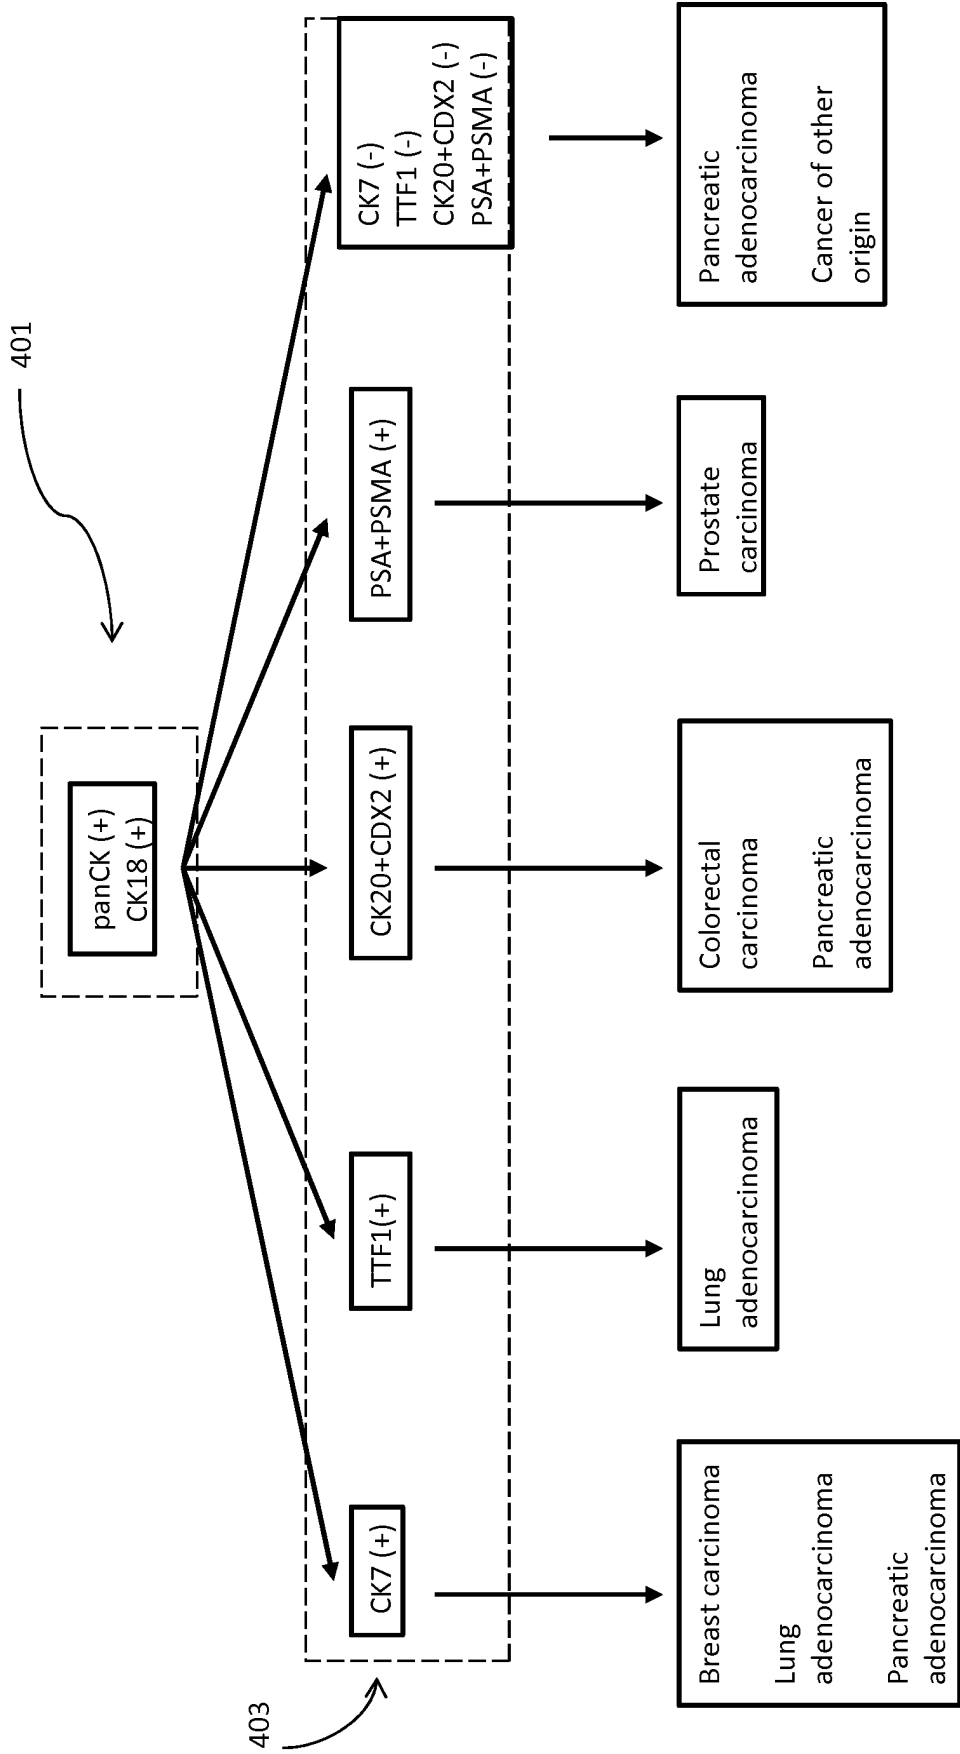 401
panCK (+)
CK18 (+)
403
CK7 (+)
TTF1(+)
CK20+CDX2 (+)
PSA+PSMA (+)
CK7 (-)
TTF1 (-)
CK20+CDX2 (-)
PSA+PSMA (-)
Breast carcinoma
Lung
adenocarcinoma
Pancreatic
adenocarcinoma
Lung
adenocarcinoma
Colorectal
carcinoma
Pancreatic
adenocarcinoma
Prostate
carcinoma
Pancreatic
adenocarcinoma
Cancer of other
origin